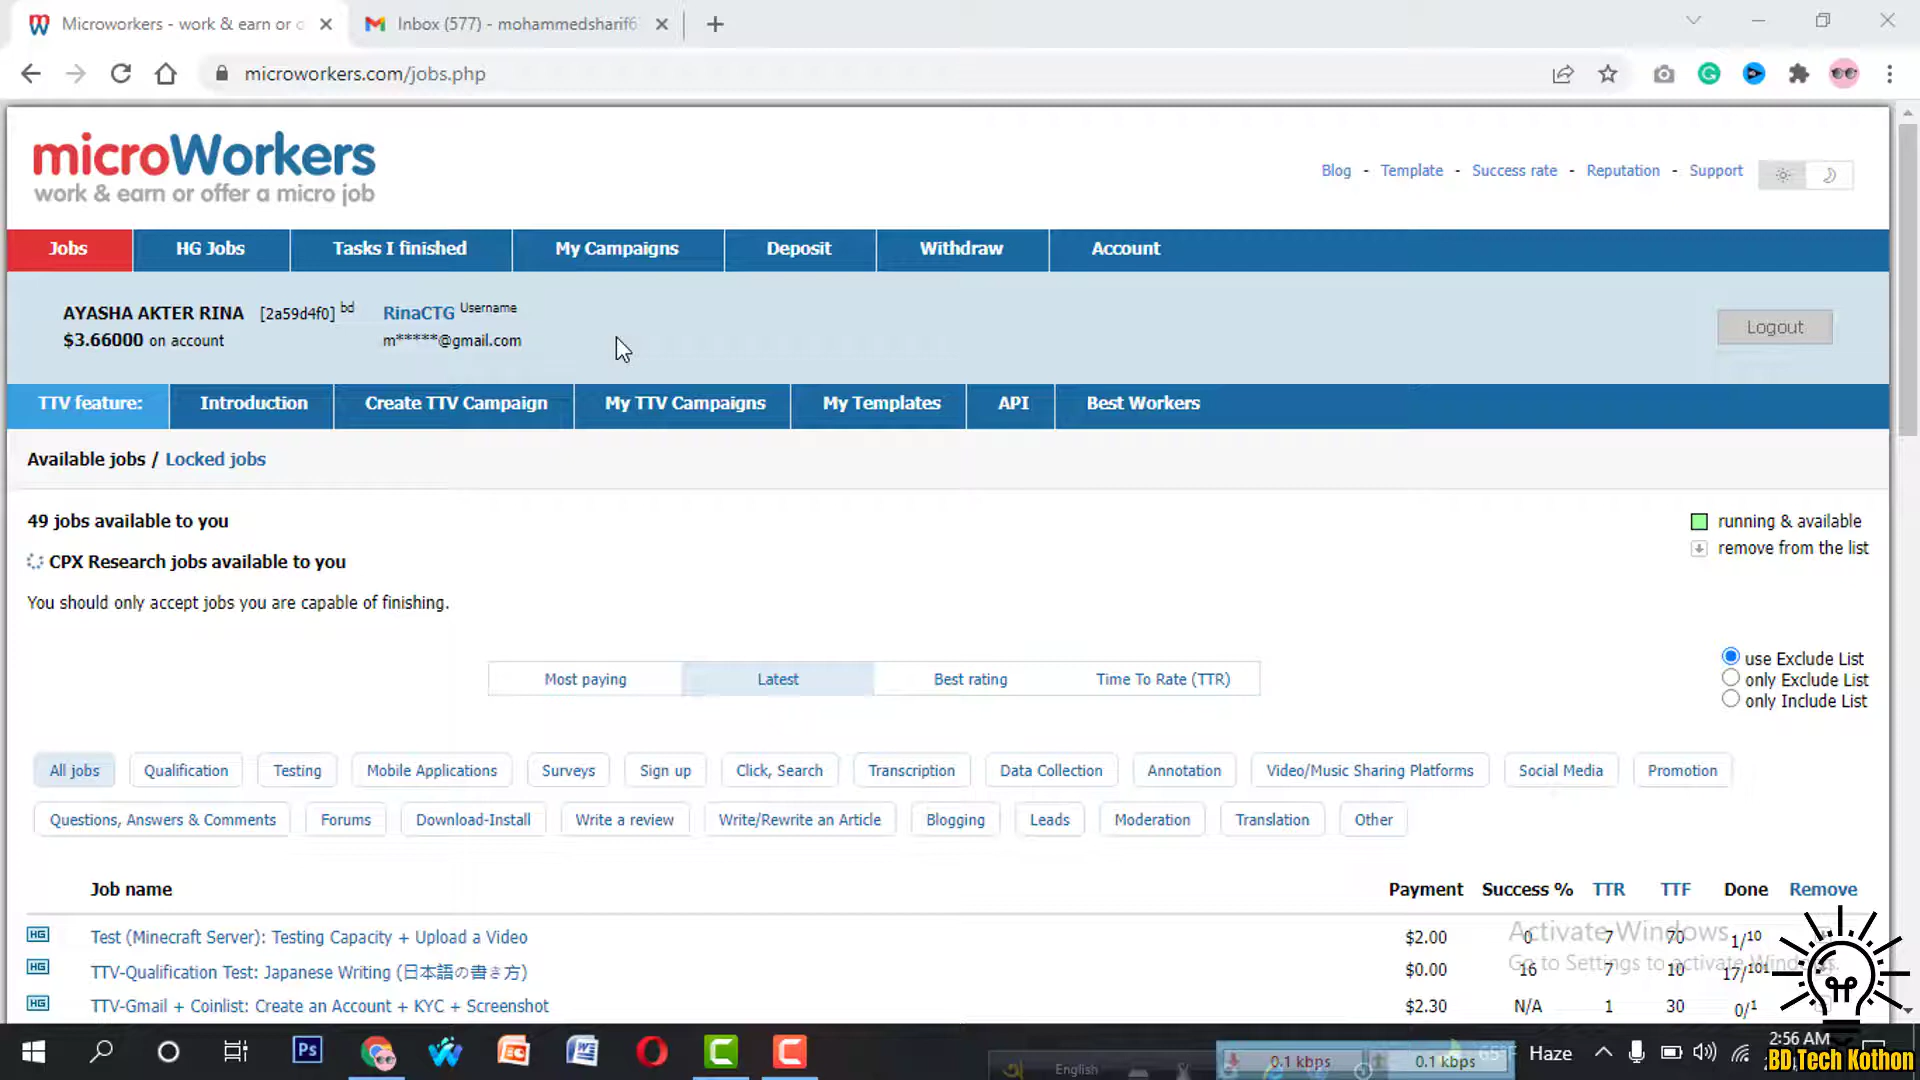 Microworkers - work & earn or o
Inbox (577) - mohammedsharif6
microworkers.com/jobs.php
microWorkers
work & earn or offer a micro job
Blog - Template - Success rate - Reputation - Support
Jobs
HG Jobs
Tasks I finished
My Campaigns
Deposit
Withdraw
Account
AYASHA AKTER RINA [2a59d4f0] bd RinaCTG Username
$3.66000 on account m*****@gmail.com
Logout
TTV feature:
Introduction
Create TTV Campaign
My TTV Campaigns
My Templates
API
Best Workers
Available jobs / Locked jobs
49 jobs available to you
running & available
CPX Research jobs available to you
remove from the list
You should only accept jobs you are capable of finishing.
Most paying
Latest
Best rating
Time To Rate (TTR)
use Exclude List
only Exclude List
only Include List
All jobs
Qualification
Testing
Mobile Applications
Surveys
Sign up
Click, Search
Transcription
Data Collection
Annotation
Video/Music Sharing Platforms
Social Media
Promotion
Questions, Answers & Comments
Forums
Download-Install
Write a review
Write/Rewrite an Article
Blogging
Leads
Moderation
Translation
Other
Job name Payment Success % TTR TTF Done Remove
HG Test (Minecraft Server): Testing Capacity + Upload a Video $2.00 0 7 70 1/10
HG TTV-Qualification Test: Japanese Writing (日本語の書き方) $0.00 16 7 10 17/101
HG TTV-Gmail + Coinlist: Create an Account + KYC + Screenshot $2.30 N/A 1 30 0/1
Activate Windows
Go to Settings to activate Windows.
Ps
English
0.1 kbps
0.1 kbps
65°F Haze
2:56 AM
BD Tech Kothon